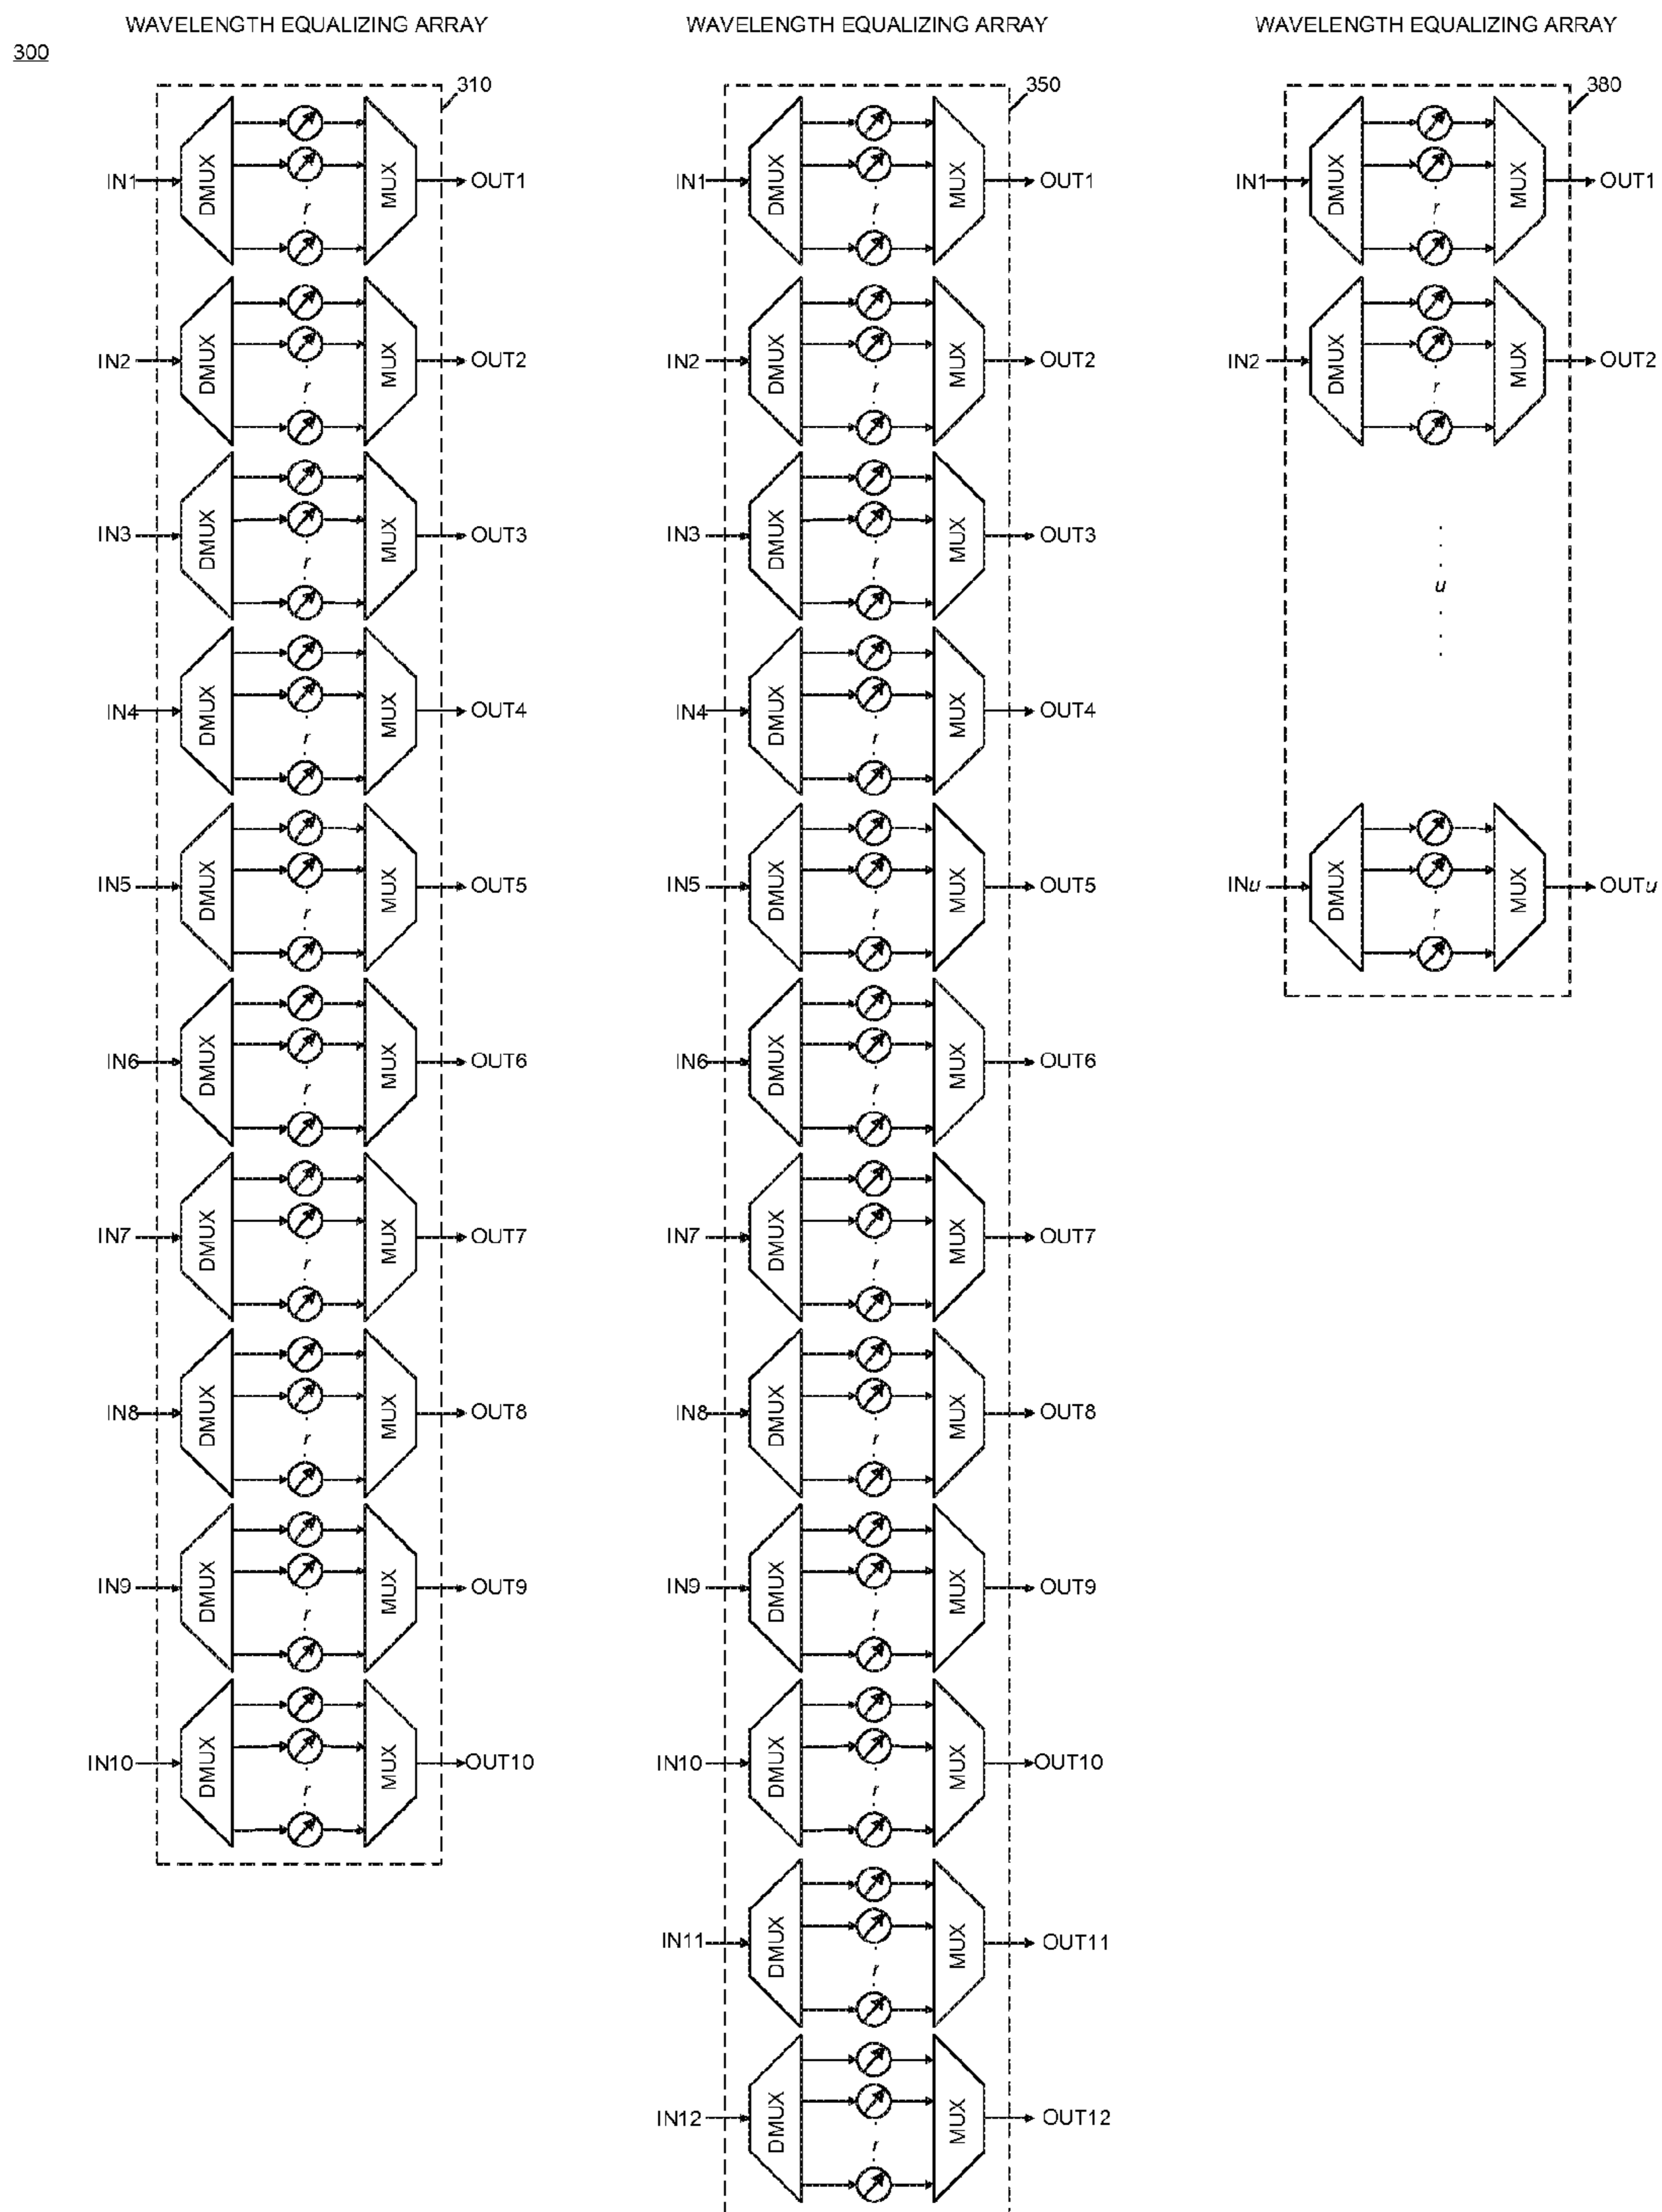 WAVELENGTH EQUALIZING ARRAY
300
310
IN1 DMUX r MUX OUT1
IN2 DMUX r MUX OUT2
IN3 DMUX r MUX OUT3
IN4 DMUX r MUX OUT4
IN5 DMUX r MUX OUT5
IN6 DMUX r MUX OUT6
IN7 DMUX r MUX OUT7
IN8 DMUX r MUX OUT8
IN9 DMUX r MUX OUT9
IN10 DMUX r MUX OUT10
WAVELENGTH EQUALIZING ARRAY
350
IN1 DMUX r MUX OUT1
IN2 DMUX r MUX OUT2
IN3 DMUX r MUX OUT3
IN4 DMUX r MUX OUT4
IN5 DMUX r MUX OUT5
IN6 DMUX r MUX OUT6
IN7 DMUX r MUX OUT7
IN8 DMUX r MUX OUT8
IN9 DMUX r MUX OUT9
IN10 DMUX r MUX OUT10
IN11 DMUX r MUX OUT11
IN12 DMUX r MUX OUT12
WAVELENGTH EQUALIZING ARRAY
380
IN1 DMUX r MUX OUT1
IN2 DMUX r MUX OUT2
u
INu DMUX r MUX OUTu